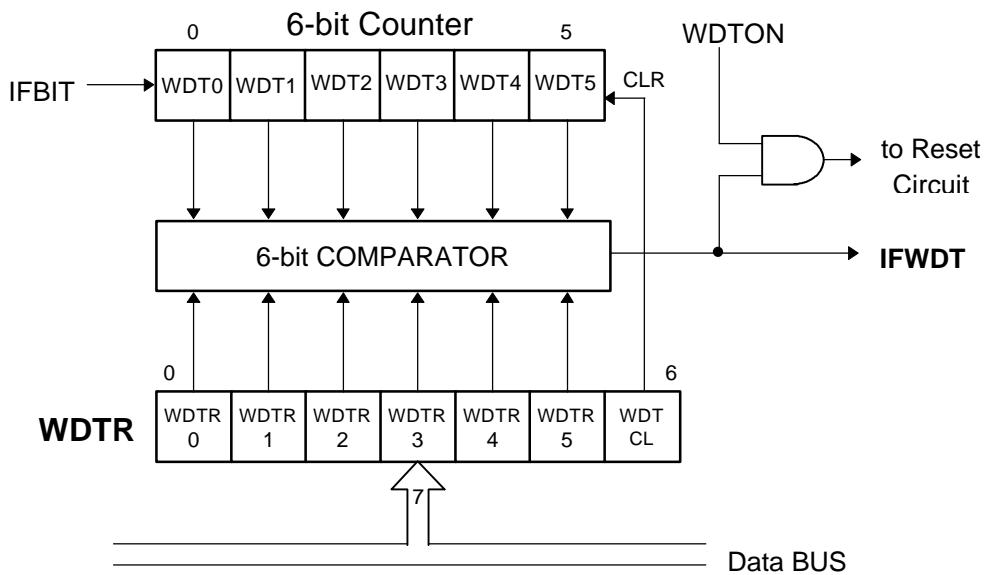 0 6-bit Counter 5 WDTON
IFBIT WDT0 WDT1 WDT2 WDT3 WDT4 WDT5 CLR
to Reset
Circuit
6-bit COMPARATOR IFWDT
0 6
WDTR WDTR WDTR WDTR WDTR WDTR WDTR WDT
0 1 2 3 4 5 CL
7
Data BUS